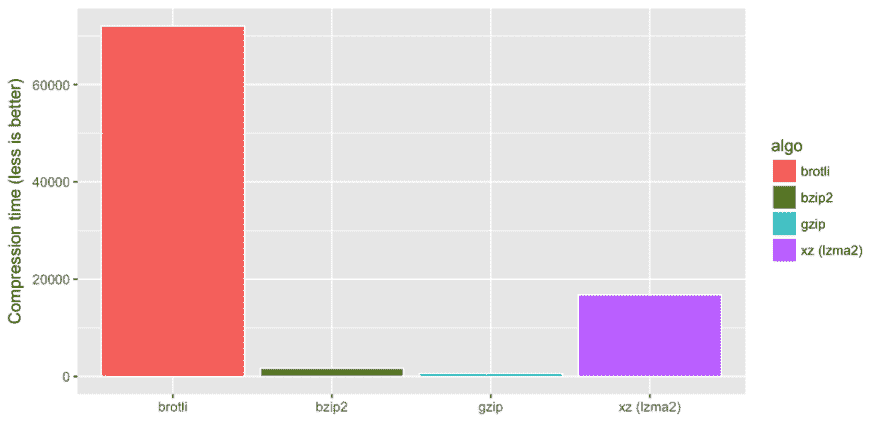 Compression time (less is better)
60000
40000
20000
0
brotli
bzip2
gzip
xz (lzma2)
algo
brotli
bzip2
gzip
xz (lzma2)